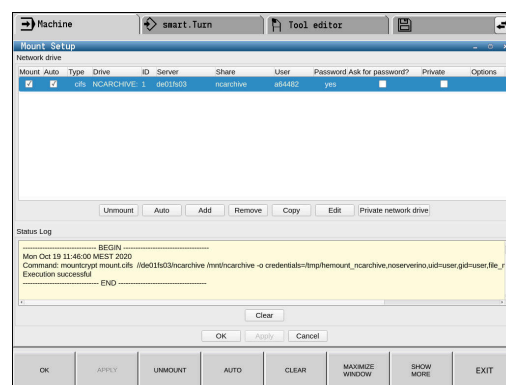 Machine
smart.Turn
Tool editor
Mount Setup
Network drive
Mount Auto Type Drive ID Server Share User Password Ask for password? Private Options
cifs NCARCHIVE: 1 de01fs03 ncarchive a64482 yes
Unmount Auto Add Remove Copy Edit Private network drive
Status Log
---------------------------- BEGIN ----------------------------
Mon Oct 19 11:46:00 MEST 2020
Command: mountcrypt mount.cifs //de01fs03/ncarchive /mnt/ncarchive -o credentials=/tmp/hemount_ncarchive,noserverino,uid=user,gid=user,file_r
Execution successful
---------------------------- END ----------------------------
Clear
OK Apply Cancel
OK APPLY UNMOUNT AUTO CLEAR MAXIMIZE WINDOW SHOW MORE EXIT